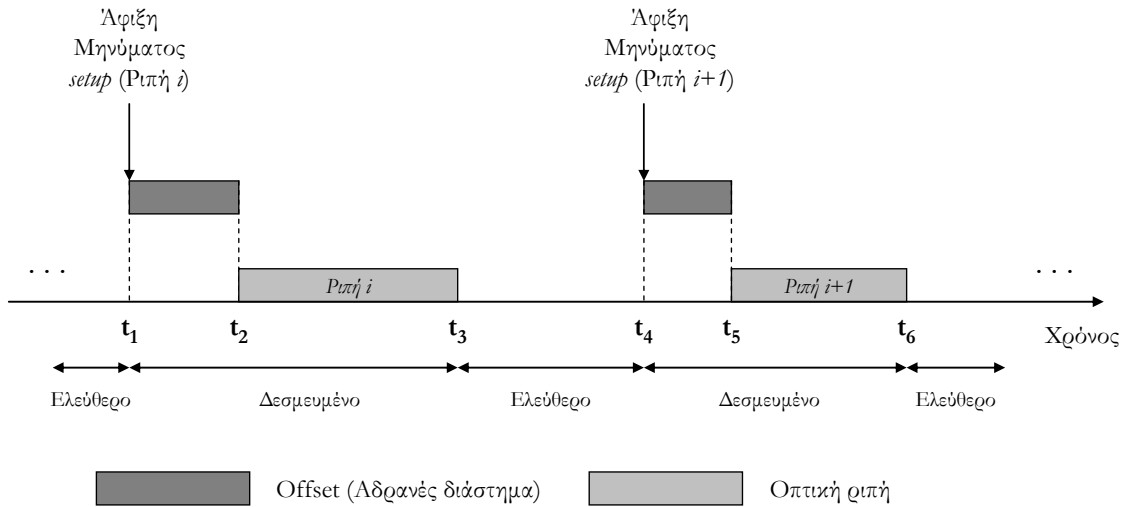 Άφιξη
Μηνύματος
setup (Ριπή i)
Άφιξη
Μηνύματος
setup (Ριπή i+1)
. . .
Ριπή i
Ριπή i+1
. . .
t1 t2 t3 t4 t5 t6 Χρόνος
Ελεύθερο Δεσμευμένο Ελεύθερο Δεσμευμένο Ελεύθερο
Offset (Αδρανές διάστημα) Οπτική ριπή